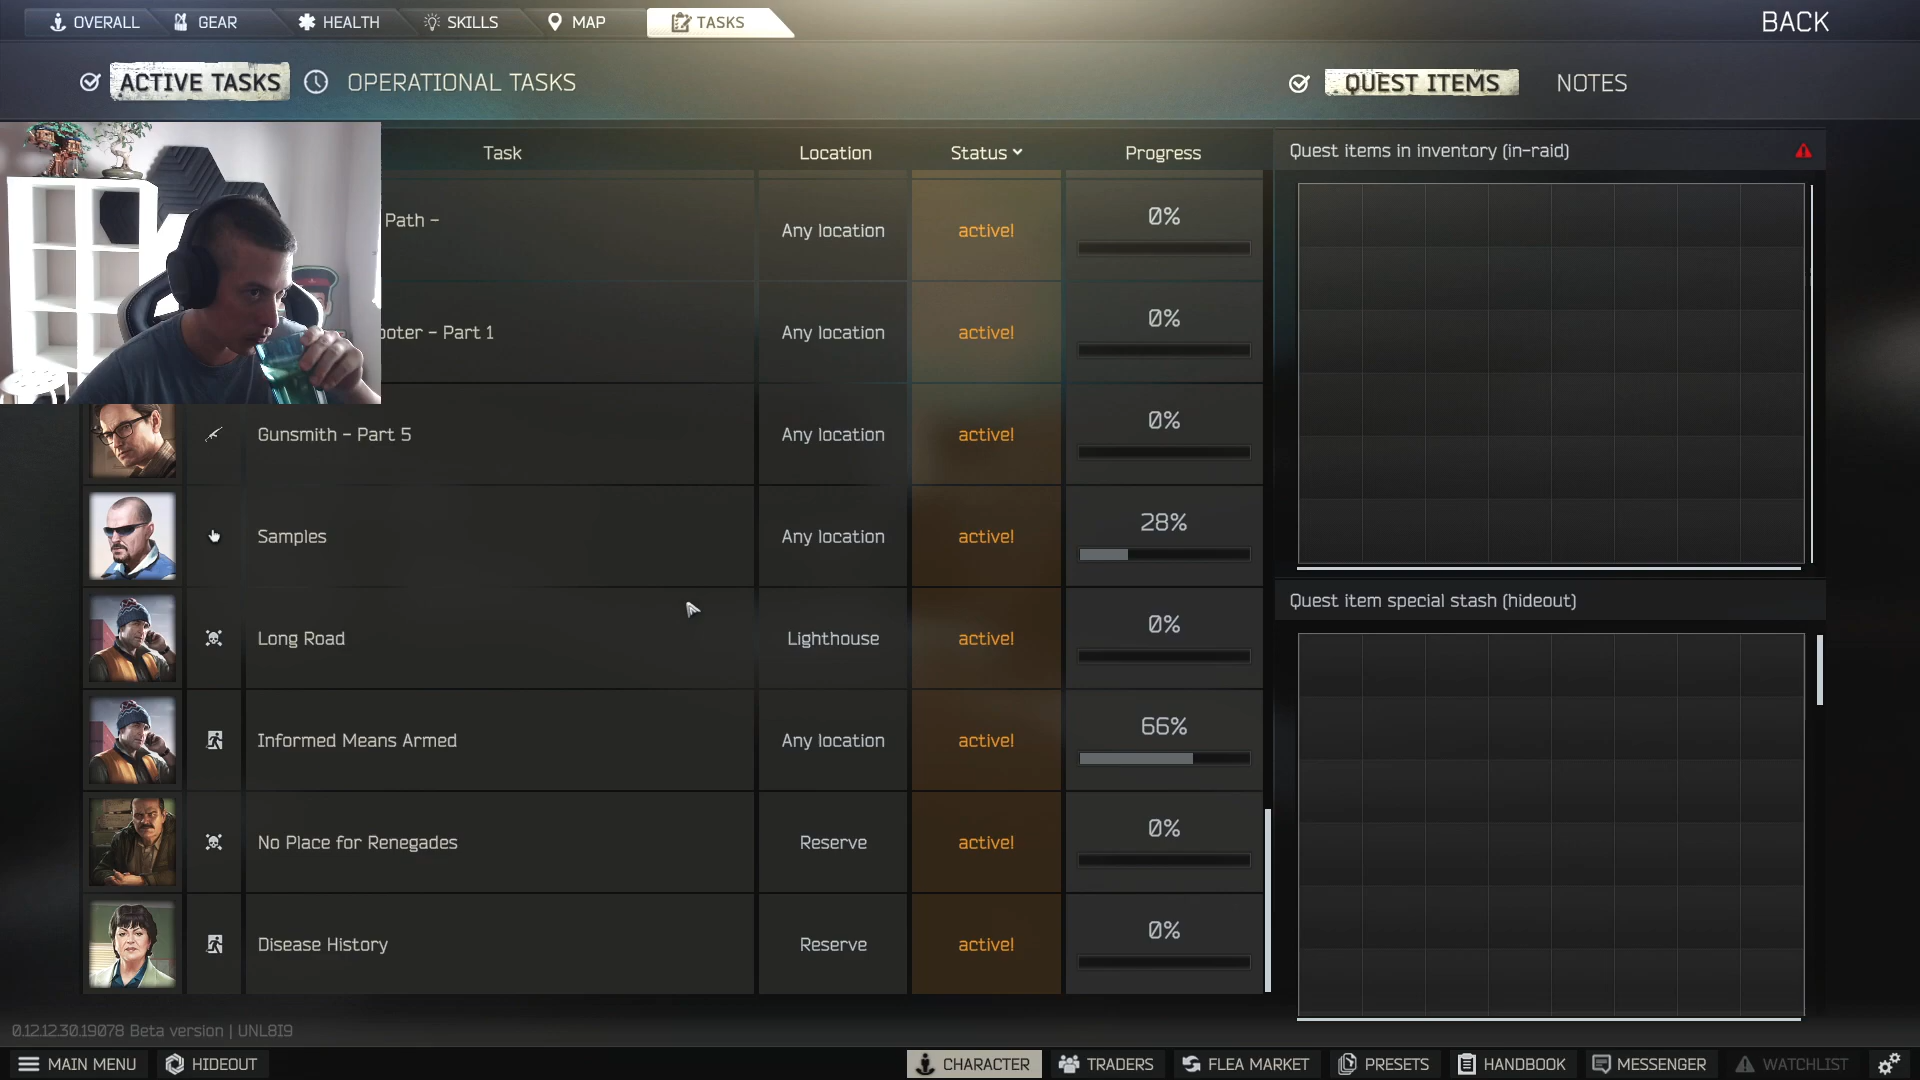 OVERALL GEAR HEALTH SKILLS MAP TASKS BACK
ACTIVE TASKS OPERATIONAL TASKS QUEST ITEMS NOTES
Task Location Status Progress Quest items in inventory (in-raid)
Path – Any location active! 0%
ooter – Part 1 Any location active! 0%
Gunsmith – Part 5 Any location active! 0%
Samples Any location active! 28%
Quest item special stash (hideout)
Long Road Lighthouse active! 0%
Informed Means Armed Any location active! 66%
No Place for Renegades Reserve active! 0%
Disease History Reserve active! 0%
0.12.12.30.19078 Beta version | UNL8I9
MAIN MENU HIDEOUT CHARACTER TRADERS FLEA MARKET PRESETS HANDBOOK MESSENGER WATCHLIST